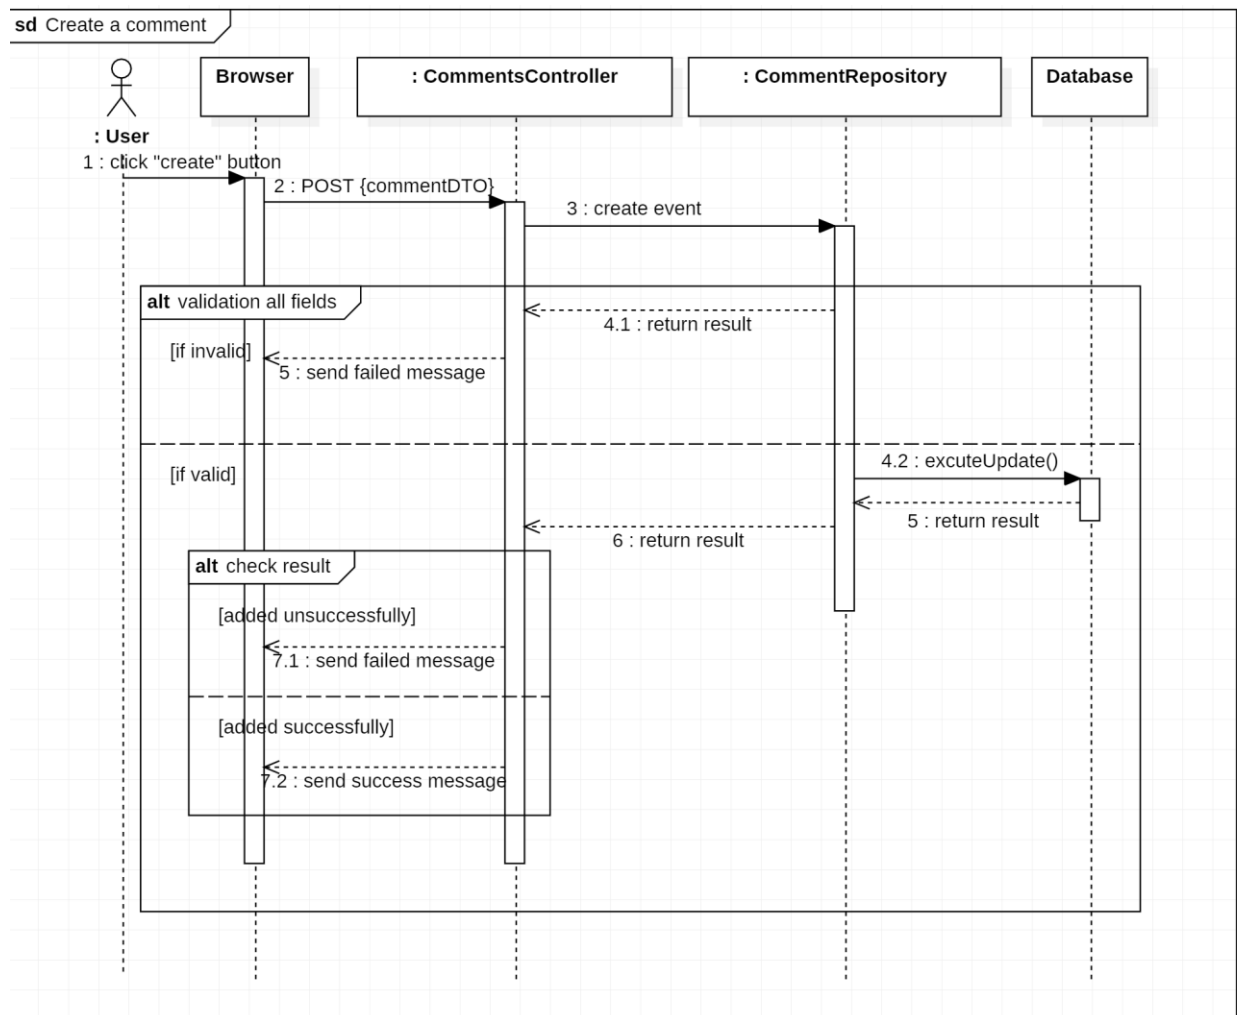 sd Create a comment
Browser
: CommentsController
: CommentRepository
Database
: User
1 : click "create" button
2 : POST {commentDTO}
3 : create event
alt validation all fields
4.1 : return result
[if invalid]
5 : send failed message
4.2 : excuteUpdate()
[if valid]
5 : return result
6 : return result
alt check result
[added unsuccessfully]
7.1 : send failed message
[added successfully]
7.2 : send success message